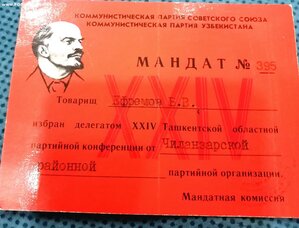 КОММУНИСТИЧЕСКАЯ ПАРТИЯ СОВЕТСКОГО СОЮЗА
КОММУНИСТИЧЕСКАЯ ПАРТИЯ УЗБЕКИСТАНА
МАНДАТ № 395
XXIV
Товарищ Ефремов В.В.
избран делегатом XXIV Ташкентской областной
партийной конференции от Чиланзарской
районной партийной организации.
Мандатная комиссия